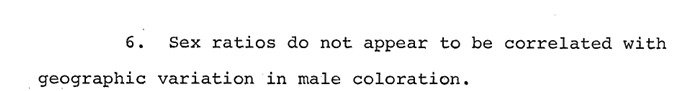 6. Sex ratios do not appear to be correlated with
geographic variation in male coloration.